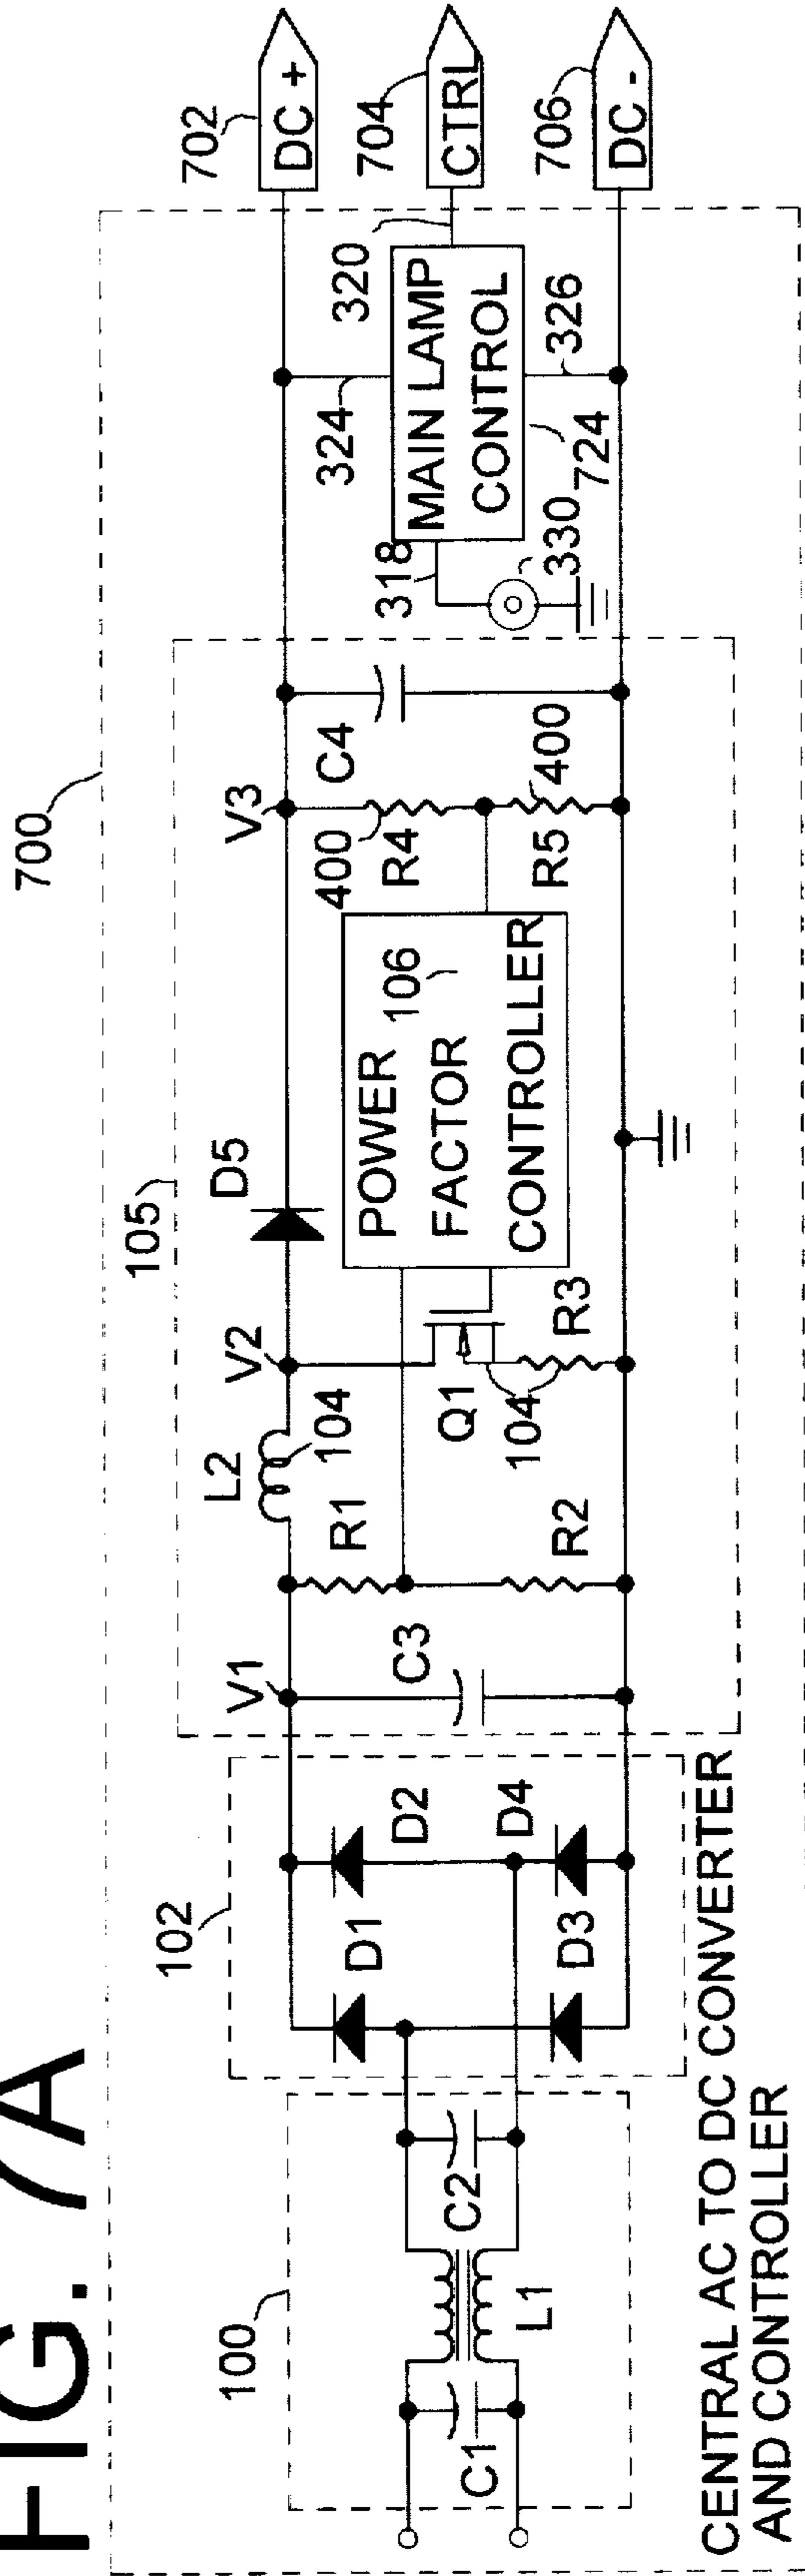 FIG. 7A
700
105
102
100
V1
L2
104
V2
D5
V3
702
DC +
D1
D2
C3
R1
POWER
FACTOR
CONTROLLER
106
400
R4
C4
324
320
704
CTRL
MAIN LAMP
CONTROL
318
330
724
326
C1
L1
C2
D3
D4
R2
Q1
104
R3
R5
400
706
DC -
CENTRAL AC TO DC CONVERTER
AND CONTROLLER